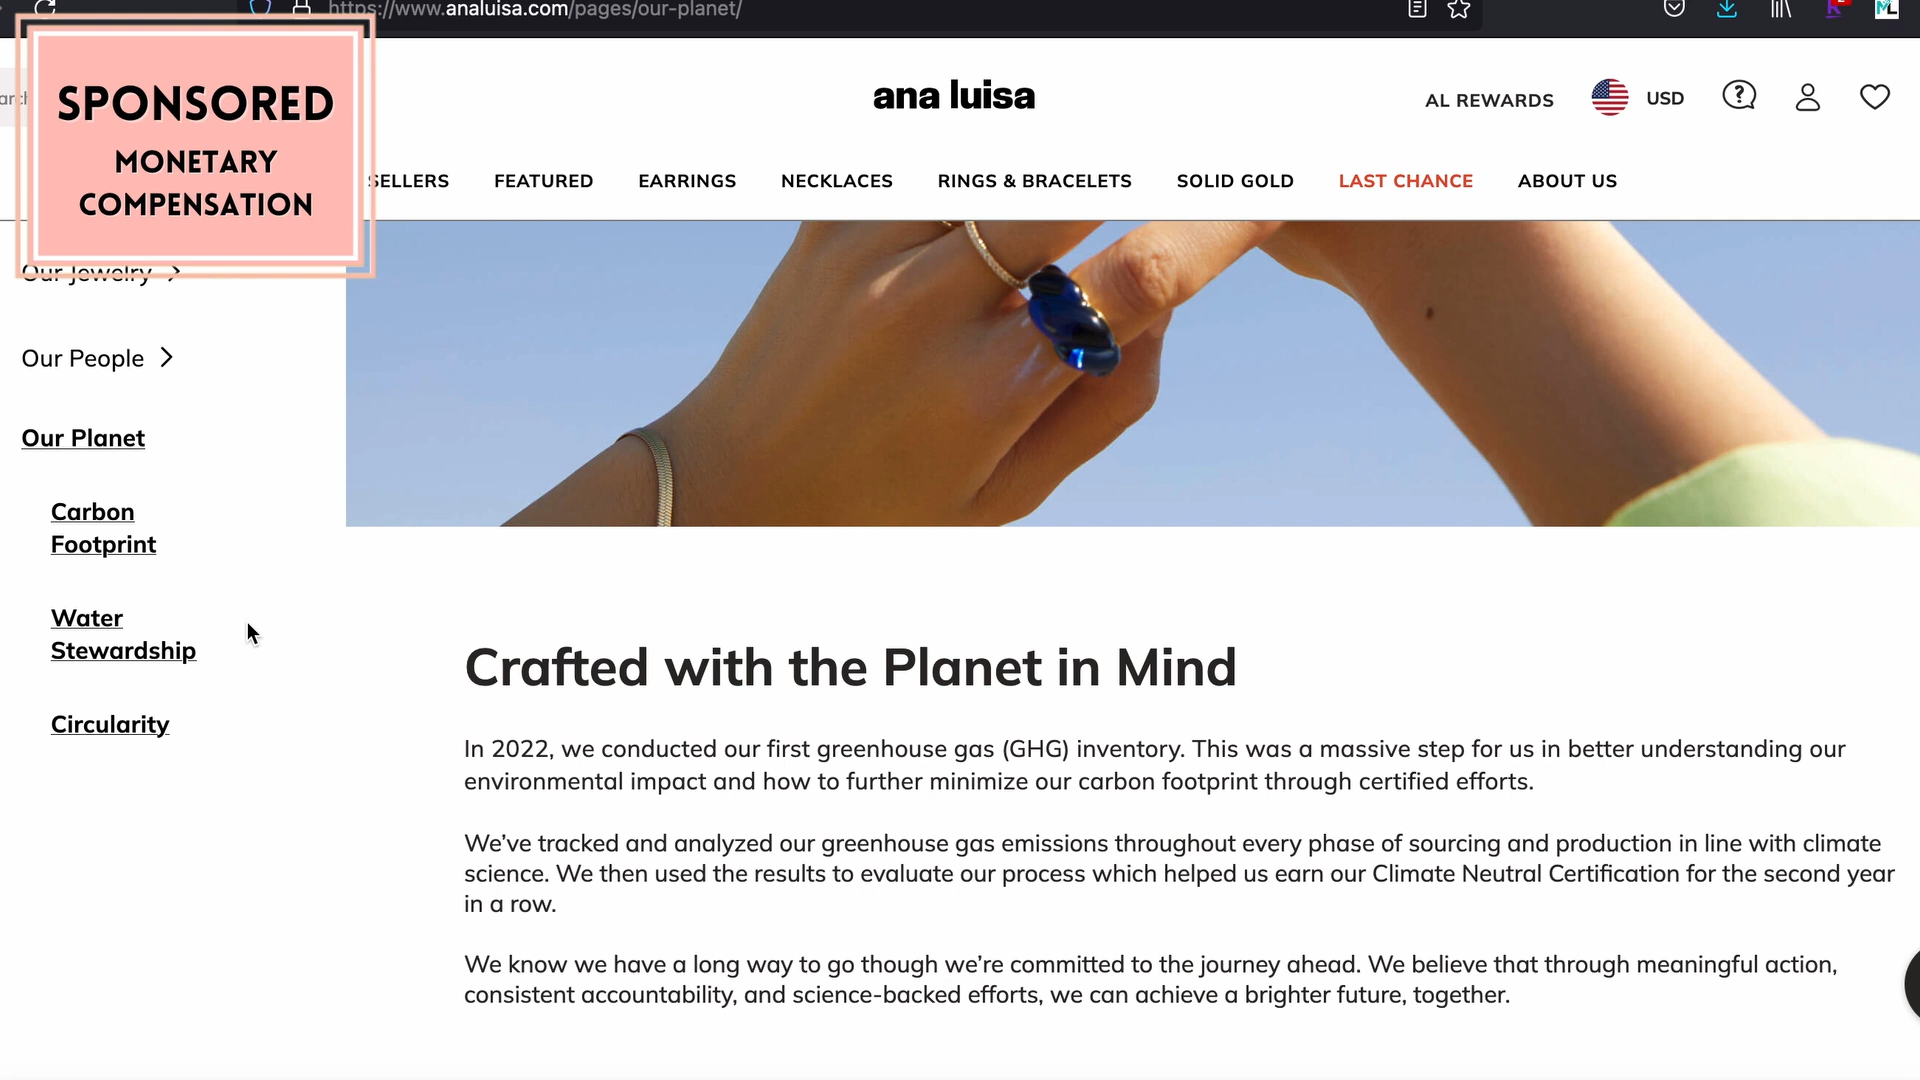 https://www.analuisa.com/pages/our-planet/
SPONSORED
MONETARY
COMPENSATION
ana luisa
AL REWARDS
USD
SELLERS
FEATURED
EARRINGS
NECKLACES
RINGS & BRACELETS
SOLID GOLD
LAST CHANCE
ABOUT US
Our Jewelry
Our People
Our Planet
Carbon
Footprint
Water
Stewardship
Circularity
Crafted with the Planet in Mind
In 2022, we conducted our first greenhouse gas (GHG) inventory. This was a massive step for us in better understanding our
environmental impact and how to further minimize our carbon footprint through certified efforts.
We’ve tracked and analyzed our greenhouse gas emissions throughout every phase of sourcing and production in line with climate
science. We then used the results to evaluate our process which helped us earn our Climate Neutral Certification for the second year
in a row.
We know we have a long way to go though we’re committed to the journey ahead. We believe that through meaningful action,
consistent accountability, and science-backed efforts, we can achieve a brighter future, together.